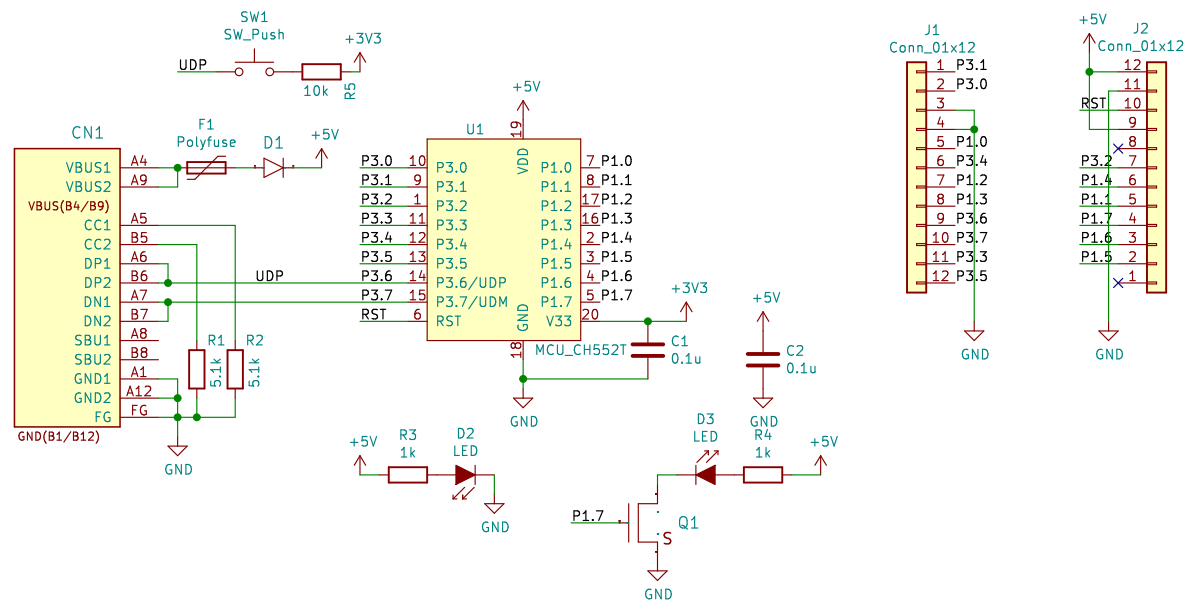 SW1
SW_Push
UDP
+3V3
10k
R5
CN1
F1
Polyfuse
D1
+5V
VBUS1 A4
VBUS2 A9
VBUS(B4/B9)
CC1 A5
CC2 B5
DP1 A6
DP2 B6
DN1 A7
DN2 B7
SBU1 A8
SBU2 B8
GND1 A1
GND2 A12
FG FG
GND(B1/B12)
UDP
R1
5.1k
R2
5.1k
GND
+5V
U1
19
VDD
P3.0 10 P3.0
P3.1 9 P3.1
P3.2 1 P3.2
P3.3 11 P3.3
P3.4 12 P3.4
P3.5 13 P3.5
P3.6 14 P3.6/UDP
P3.7 15 P3.7/UDM
RST 6 RST
P1.0 7 P1.0
P1.1 8 P1.1
P1.2 17 P1.2
P1.3 16 P1.3
P1.4 2 P1.4
P1.5 3 P1.5
P1.6 4 P1.6
P1.7 5 P1.7
V33 20
GND
18
MCU_CH552T
+3V3
C1
0.1u
GND
+5V
C2
0.1u
GND
+5V
R3
1k
D2
LED
GND
D3
LED
R4
1k
+5V
P1.7
Q1
S
GND
J1
Conn_01x12
1 P3.1
2 P3.0
3
4
5 P1.0
6 P3.4
7 P1.2
8 P1.3
9 P3.6
10 P3.7
11 P3.3
12 P3.5
GND
+5V
J2
Conn_01x12
12
11
RST 10
9
8
P3.2 7
P1.4 6
P1.1 5
P1.7 4
P1.6 3
P1.5 2
1
GND